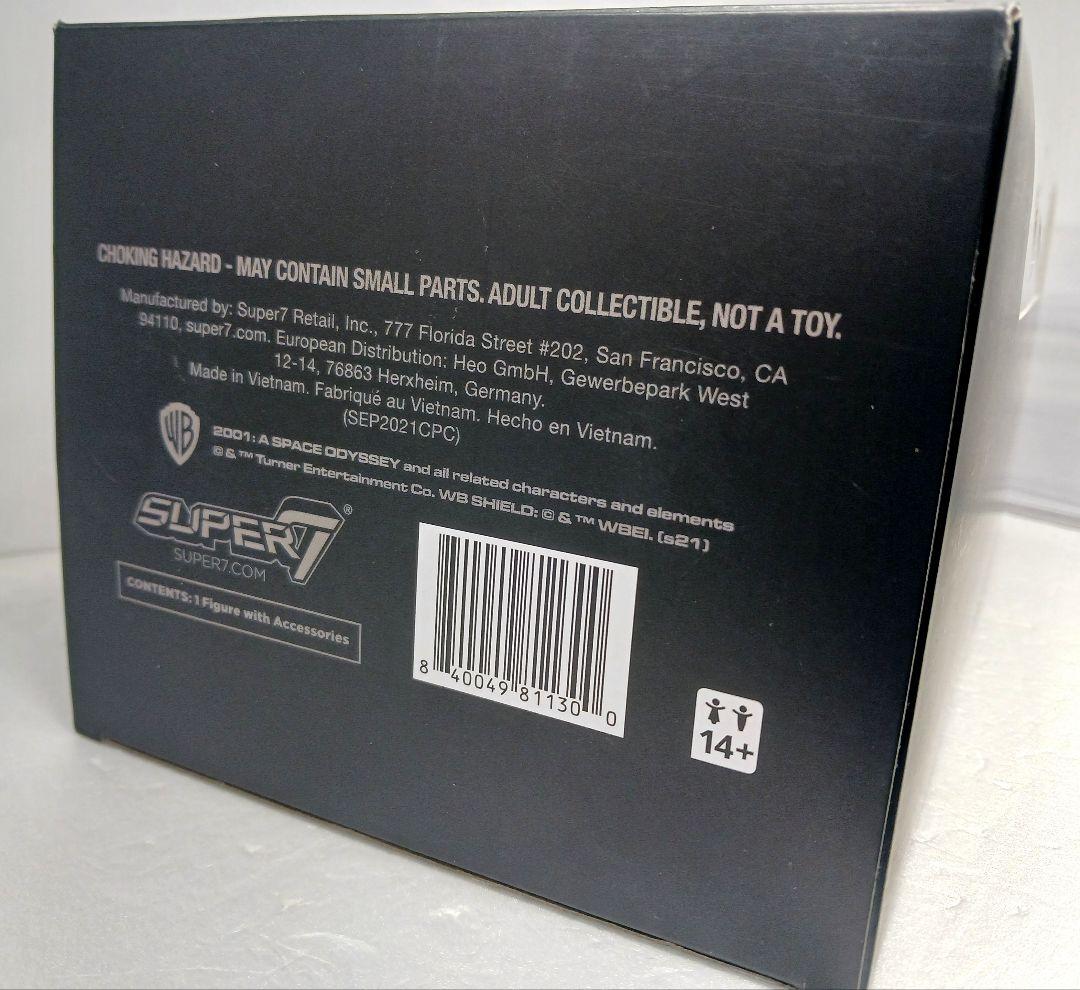 CHOKING HAZARD - MAY CONTAIN SMALL PARTS. ADULT COLLECTIBLE, NOT A TOY.
Manufactured by: Super7 Retail, Inc., 777 Florida Street #202, San Francisco, CA
94110, super7.com. European Distribution: Heo GmbH, Gewerbepark West
12-14, 76863 Herxheim, Germany.
Made in Vietnam. Fabriqué au Vietnam. Hecho en Vietnam.
(SEP2021CPC)
WB
2001: A SPACE ODYSSEY and all related characters and elements
© & ™ Turner Entertainment Co. WB SHIELD: © & ™ WBEI. (s21)
SUPER7®
SUPER7.COM
CONTENTS: 1 Figure with Accessories
8 40049 81130 0
14+